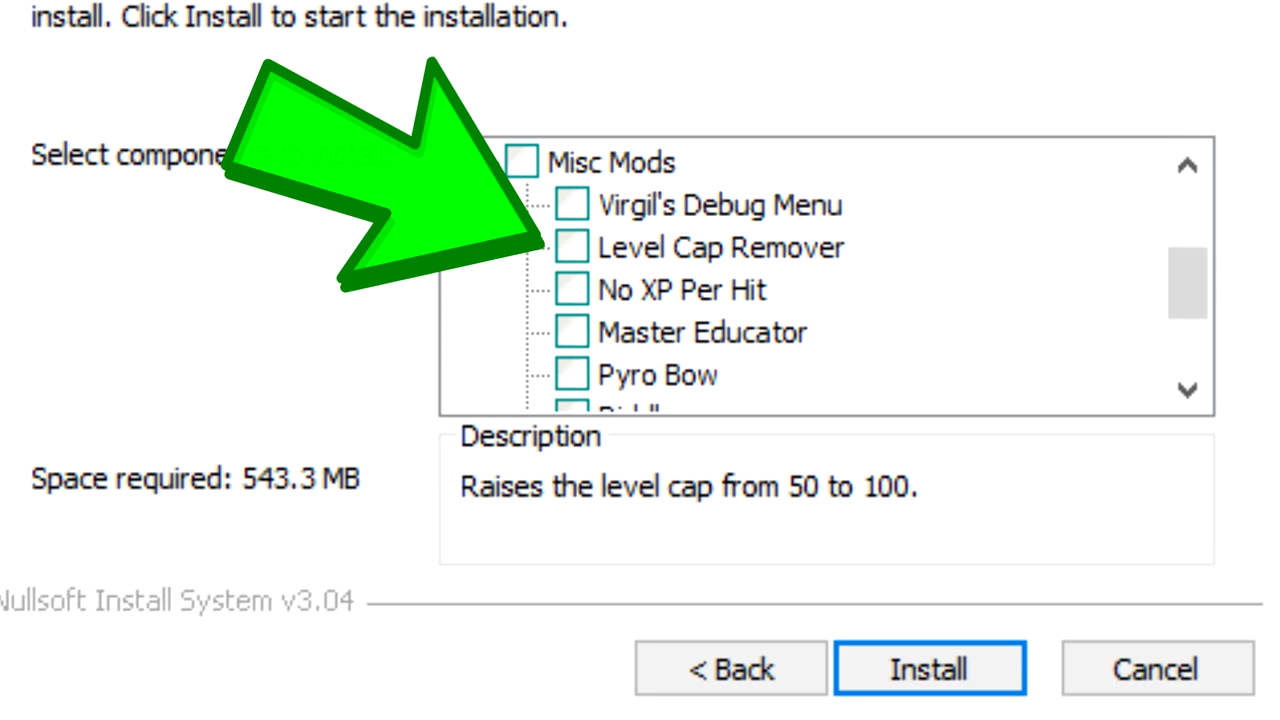 install. Click Install to start the installation.
Select
Misc Mods
Virgil's Debug Menu
Level Cap Remover
No XP Per Hit
Master Educator
Pyro Bow
Description
Space required: 543.3 MB
Raises the level cap from 50 to 100.
Nullsoft Install System v3.04
< Back
Install
Cancel